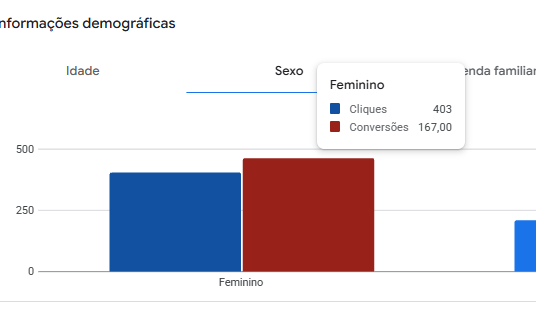 nformações demográficas
Idade
Sexo
enda familiar
Feminino
Cliques 403
Conversões 167,00
500
250
0
Feminino